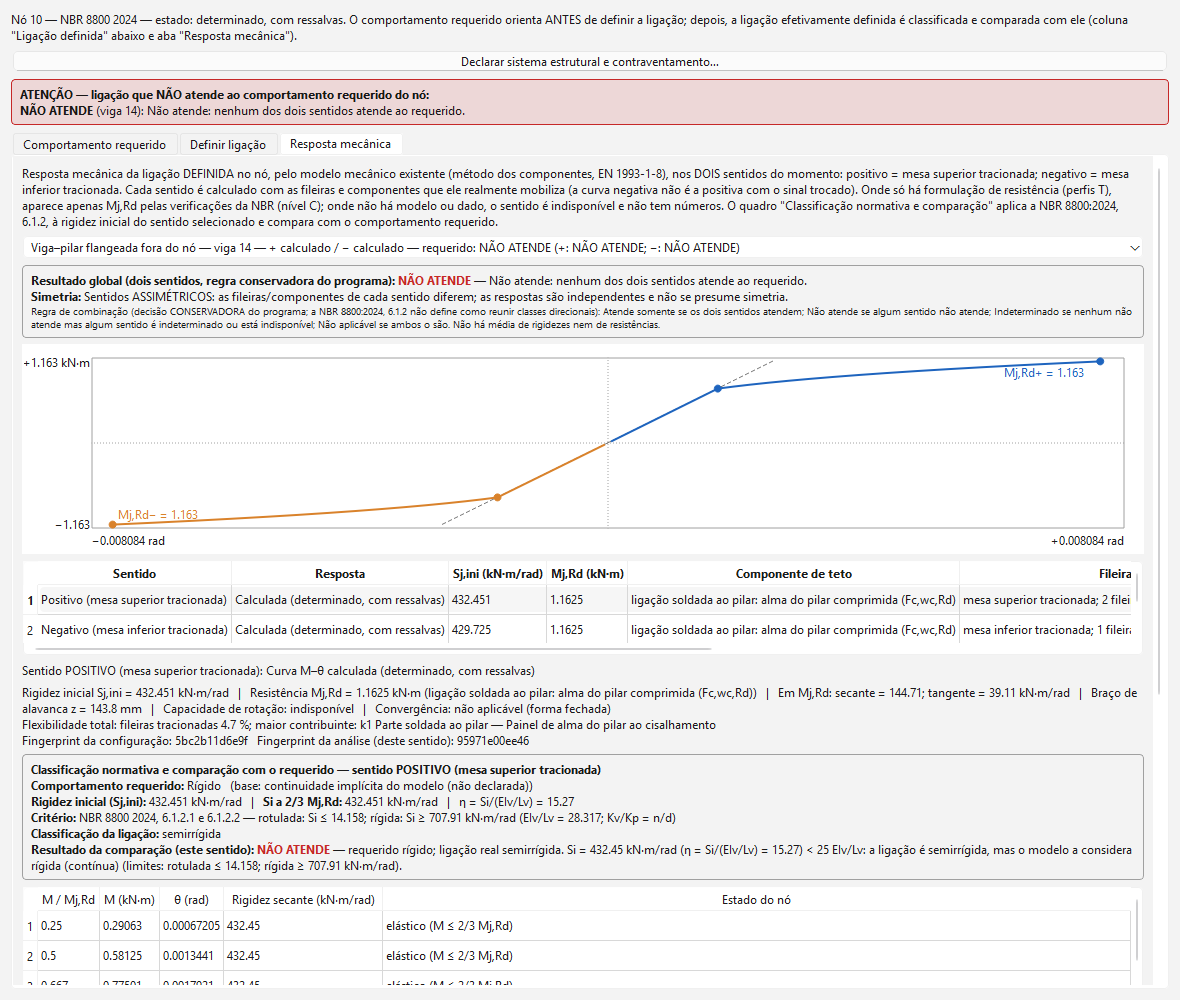 Nó 10 — NBR 8800 2024 — estado: determinado, com ressalvas. O comportamento requerido orienta ANTES de definir a ligação; depois, a ligação efetivamente definida é classificada e comparada com ele (coluna
"Ligação definida" abaixo e aba "Resposta mecânica").
Declarar sistema estrutural e contraventamento...
ATENÇÃO — ligação que NÃO atende ao comportamento requerido do nó:
NÃO ATENDE (viga 14): Não atende: nenhum dos dois sentidos atende ao requerido.
Comportamento requerido Definir ligação Resposta mecânica
Resposta mecânica da ligação DEFINIDA no nó, pelo modelo mecânico existente (método dos componentes, EN 1993-1-8), nos DOIS sentidos do momento: positivo = mesa superior tracionada; negativo = mesa
inferior tracionada. Cada sentido é calculado com as fileiras e componentes que ele realmente mobiliza (a curva negativa não é a positiva com o sinal trocado). Onde só há formulação de resistência (perfis T),
aparece apenas Mj,Rd pelas verificações da NBR (nível C); onde não há modelo ou dado, o sentido é indisponível e não tem números. O quadro "Classificação normativa e comparação" aplica a NBR 8800:2024,
6.1.2, à rigidez inicial do sentido selecionado e compara com o comportamento requerido.
Viga–pilar flangeada fora do nó — viga 14 — + calculado / − calculado — requerido: NÃO ATENDE (+: NÃO ATENDE; −: NÃO ATENDE)
Resultado global (dois sentidos, regra conservadora do programa): NÃO ATENDE — Não atende: nenhum dos dois sentidos atende ao requerido.
Simetria: Sentidos ASSIMÉTRICOS: as fileiras/componentes de cada sentido diferem; as respostas são independentes e não se presume simetria.
Regra de combinação (decisão CONSERVADORA do programa; a NBR 8800:2024, 6.1.2 não define como reunir classes direcionais): Atende somente se os dois sentidos atendem; Não atende se algum sentido não atende; Indeterminado se nenhum não
atende mas algum sentido é indeterminado ou está indisponível; Não aplicável se ambos o são. Não há média de rigidezes nem de resistências.
+1.163 kN·m
Mj,Rd+ = 1.163
Mj,Rd− = 1.163
−1.163
−0.008084 rad +0.008084 rad
Sentido Resposta Sj,ini (kN·m/rad) Mj,Rd (kN·m) Componente de teto Fileira
1 Positivo (mesa superior tracionada) Calculada (determinado, com ressalvas) 432.451 1.1625 ligação soldada ao pilar: alma do pilar comprimida (Fc,wc,Rd) mesa superior tracionada; 2 filei
2 Negativo (mesa inferior tracionada) Calculada (determinado, com ressalvas) 429.725 1.1625 ligação soldada ao pilar: alma do pilar comprimida (Fc,wc,Rd) mesa inferior tracionada; 1 fileira
Sentido POSITIVO (mesa superior tracionada): Curva M–θ calculada (determinado, com ressalvas)
Rigidez inicial Sj,ini = 432.451 kN·m/rad | Resistência Mj,Rd = 1.1625 kN·m (ligação soldada ao pilar: alma do pilar comprimida (Fc,wc,Rd)) | Em Mj,Rd: secante = 144.71; tangente = 39.11 kN·m/rad | Braço de
alavanca z = 143.8 mm | Capacidade de rotação: indisponível | Convergência: não aplicável (forma fechada)
Flexibilidade total: fileiras tracionadas 4.7 %; maior contribuinte: k1 Parte soldada ao pilar — Painel de alma do pilar ao cisalhamento
Fingerprint da configuração: 5bc2b11d6e9f Fingerprint da análise (deste sentido): 95971e00ee46
Classificação normativa e comparação com o requerido — sentido POSITIVO (mesa superior tracionada)
Comportamento requerido: Rígido (base: continuidade implícita do modelo (não declarada))
Rigidez inicial (Sj,ini): 432.451 kN·m/rad | Si a 2/3 Mj,Rd: 432.451 kN·m/rad | η = Si/(EIv/Lv) = 15.27
Critério: NBR 8800 2024, 6.1.2.1 e 6.1.2.2 — rotulada: Si ≤ 14.158; rígida: Si ≥ 707.91 kN·m/rad (EIv/Lv = 28.317; Kv/Kp = n/d)
Classificação da ligação: semirrígida
Resultado da comparação (este sentido): NÃO ATENDE — requerido rígido; ligação real semirrígida. Si = 432.45 kN·m/rad (η = Si/(EIv/Lv) = 15.27) < 25 EIv/Lv: a ligação é semirrígida, mas o modelo a considera
rígida (contínua) (limites: rotulada ≤ 14.158; rígida ≥ 707.91 kN·m/rad).
M / Mj,Rd M (kN·m) θ (rad) Rigidez secante (kN·m/rad) Estado do nó
1 0.25 0.29063 0.00067205 432.45 elástico (M ≤ 2/3 Mj,Rd)
2 0.5 0.58125 0.0013441 432.45 elástico (M ≤ 2/3 Mj,Rd)